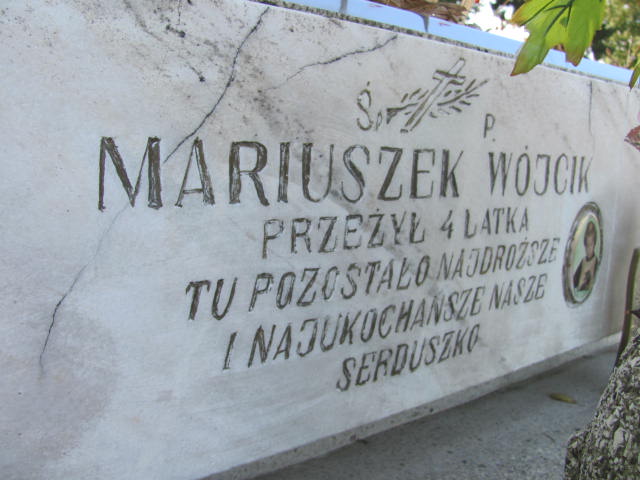 Ś.P.
MARIUSZEK WÓJCIK
PRZEŻYŁ 4 LATKA
TU POZOSTAŁO NAJDROŻSZE
I NAJUKOCHAŃSZE NASZE
SERDUSZKO